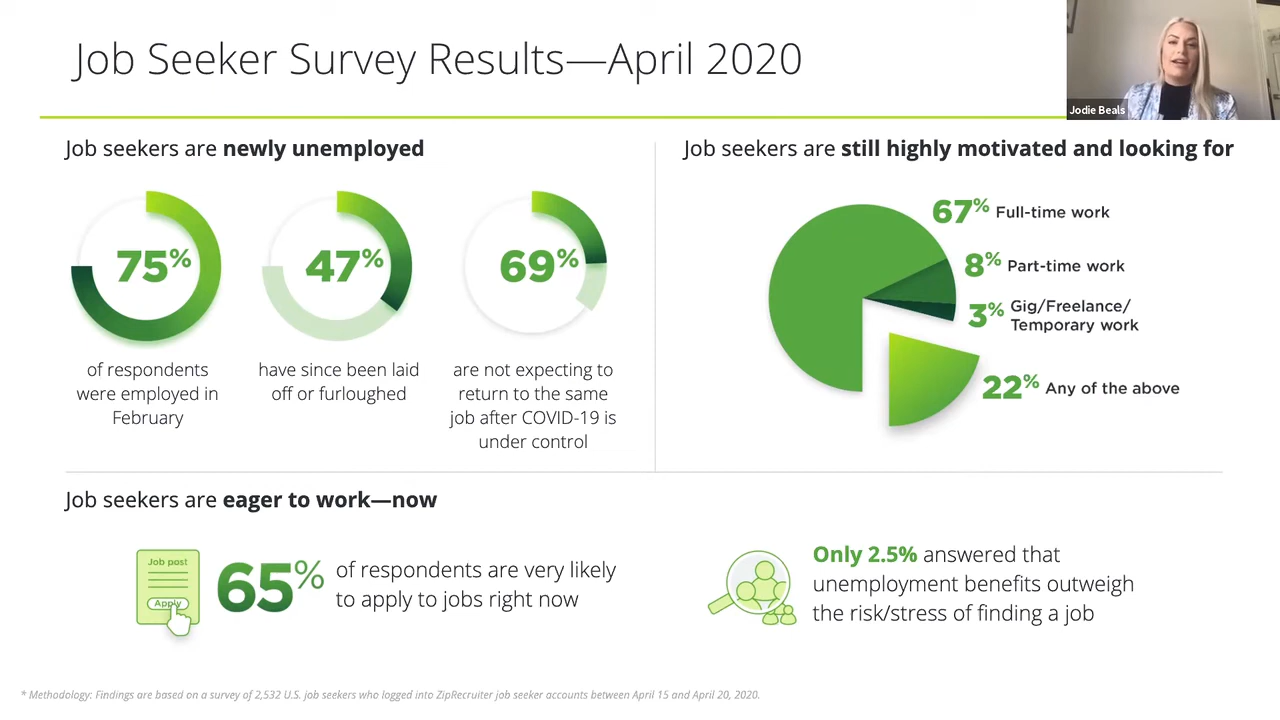 Job Seeker Survey Results—April 2020
Jodie Beals
Job seekers are newly unemployed
75%
of respondents
were employed in
February
47%
have since been laid
off or furloughed
69%
are not expecting to
return to the same
job after COVID-19 is
under control
Job seekers are still highly motivated and looking for
67% Full-time work
8% Part-time work
3% Gig/Freelance/
Temporary work
22% Any of the above
Job seekers are eager to work—now
Job post
Apply
65% of respondents are very likely
to apply to jobs right now
Only 2.5% answered that
unemployment benefits outweigh
the risk/stress of finding a job
* Methodology: Findings are based on a survey of 2,532 U.S. job seekers who logged into ZipRecruiter job seeker accounts between April 15 and April 20, 2020.